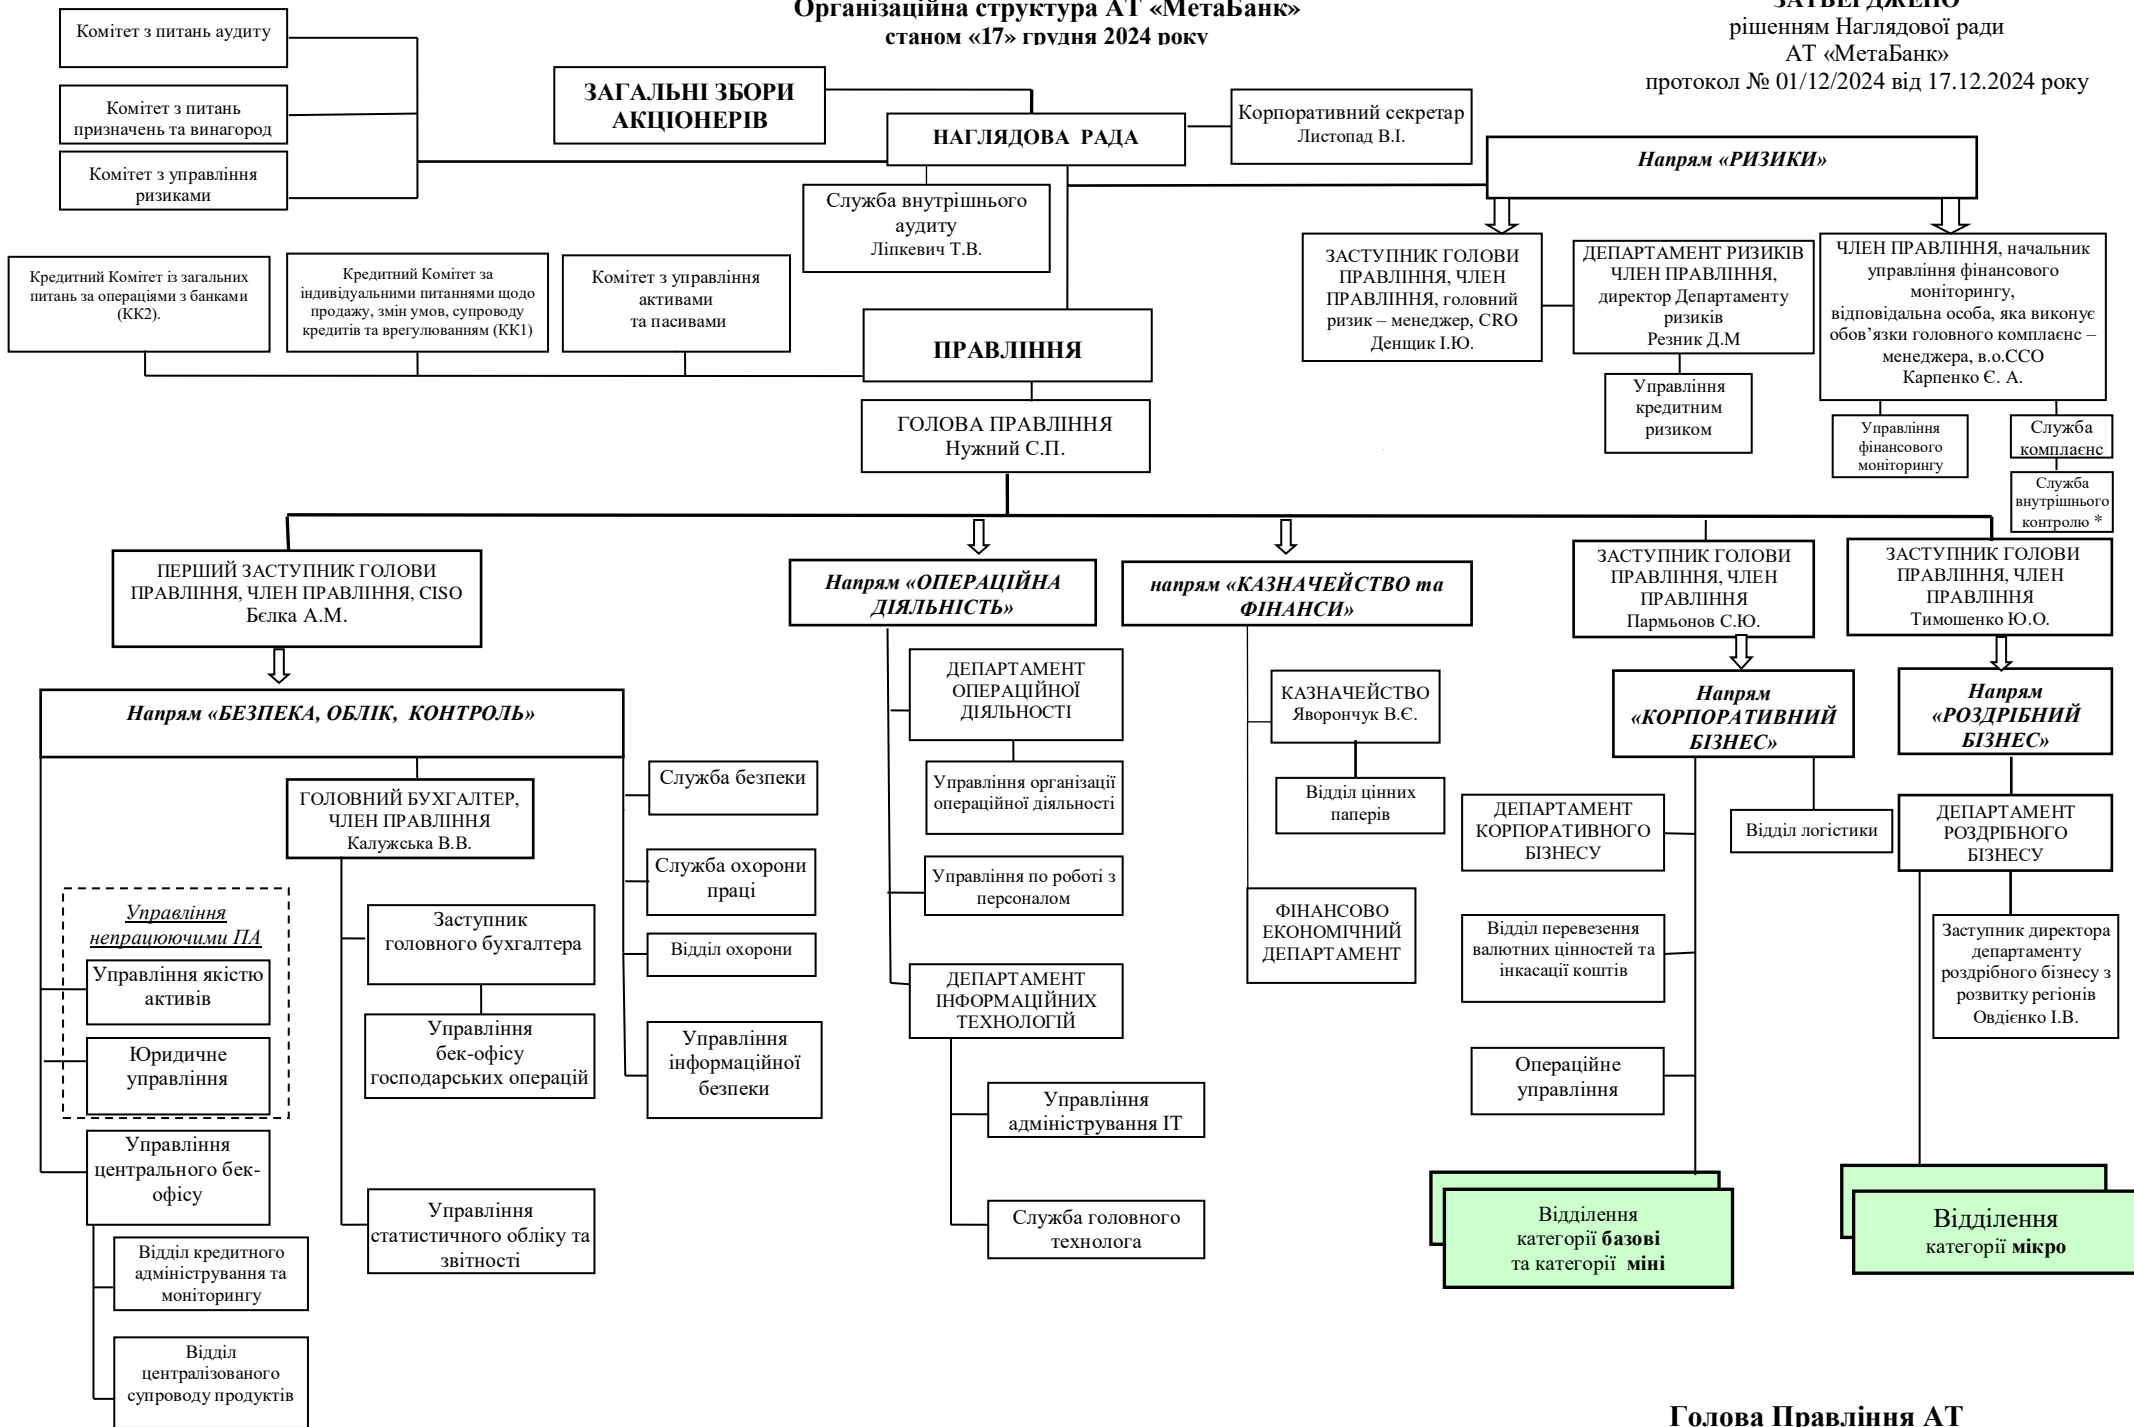 Організаційна структура АТ «МетаБанк»
станом «17» грудня 2024 року
ЗАТВЕРДЖЕНО
рішенням Наглядової ради
АТ «МетаБанк»
протокол № 01/12/2024 від 17.12.2024 року
Комітет з питань аудиту
Комітет з питань
призначень та винагород
Комітет з управління
ризиками
ЗАГАЛЬНІ ЗБОРИ
АКЦІОНЕРІВ
НАГЛЯДОВА РАДА
Корпоративний секретар
Листопад В.І.
Служба внутрішнього
аудиту
Ліпкевич Т.В.
Напрям «РИЗИКИ»
ЗАСТУПНИК ГОЛОВИ
ПРАВЛІННЯ, ЧЛЕН
ПРАВЛІННЯ, головний
ризик – менеджер, CRO
Денщик І.Ю.
ДЕПАРТАМЕНТ РИЗИКІВ
ЧЛЕН ПРАВЛІННЯ,
директор Департаменту
ризиків
Резник Д.М
Управління
кредитним
ризиком
ЧЛЕН ПРАВЛІННЯ, начальник
управління фінансового
моніторингу,
відповідальна особа, яка виконує
обов’язки головного комплаєнс –
менеджера, в.о.ССО
Карпенко Є. А.
Управління
фінансового
моніторингу
Служба
комплаєнс
Служба
внутрішнього
контролю *
Кредитний Комітет із загальних
питань за операціями з банками
(КК2).
Кредитний Комітет за
індивідуальними питаннями щодо
продажу, змін умов, супроводу
кредитів та врегулюванням (КК1)
Комітет з управління
активами
та пасивами
ПРАВЛІННЯ
ГОЛОВА ПРАВЛІННЯ
Нужний С.П.
ПЕРШИЙ ЗАСТУПНИК ГОЛОВИ
ПРАВЛІННЯ, ЧЛЕН ПРАВЛІННЯ, CISO
Бєлка А.М.
Напрям «БЕЗПЕКА, ОБЛІК, КОНТРОЛЬ»
Управління
непрацюючими ПА
Управління якістю
активів
Юридичне
управління
Управління
центрального бек-
офісу
Відділ кредитного
адміністрування та
моніторингу
Відділ
централізованого
супроводу продуктів
ГОЛОВНИЙ БУХГАЛТЕР,
ЧЛЕН ПРАВЛІННЯ
Калужська В.В.
Заступник
головного бухгалтера
Управління
бек-офісу
господарських операцій
Управління
статистичного обліку та
звітності
Служба безпеки
Служба охорони
праці
Відділ охорони
Управління
інформаційної
безпеки
Напрям «ОПЕРАЦІЙНА
ДІЯЛЬНІСТЬ»
ДЕПАРТАМЕНТ
ОПЕРАЦІЙНОЇ
ДІЯЛЬНОСТІ
Управління організації
операційної діяльності
Управління по роботі з
персоналом
ДЕПАРТАМЕНТ
ІНФОРМАЦІЙНИХ
ТЕХНОЛОГІЙ
Управління
адміністрування ІТ
Служба головного
технолога
напрям «КАЗНАЧЕЙСТВО та
ФІНАНСИ»
КАЗНАЧЕЙСТВО
Яворончук В.Є.
Відділ цінних
паперів
ФІНАНСОВО
ЕКОНОМІЧНИЙ
ДЕПАРТАМЕНТ
ЗАСТУПНИК ГОЛОВИ
ПРАВЛІННЯ, ЧЛЕН
ПРАВЛІННЯ
Пармьонов С.Ю.
Напрям
«КОРПОРАТИВНИЙ
БІЗНЕС»
ДЕПАРТАМЕНТ
КОРПОРАТИВНОГО
БІЗНЕСУ
Відділ логістики
Відділ перевезення
валютних цінностей та
інкасації коштів
Операційне
управління
Відділення
категорії базові
та категорії міні
ЗАСТУПНИК ГОЛОВИ
ПРАВЛІННЯ, ЧЛЕН
ПРАВЛІННЯ
Тимошенко Ю.О.
Напрям
«РОЗДРІБНИЙ
БІЗНЕС»
ДЕПАРТАМЕНТ
РОЗДРІБНОГО
БІЗНЕСУ
Заступник директора
департаменту
роздрібного бізнесу з
розвитку регіонів
Овдієнко І.В.
Відділення
категорії мікро
Голова Правління АТ